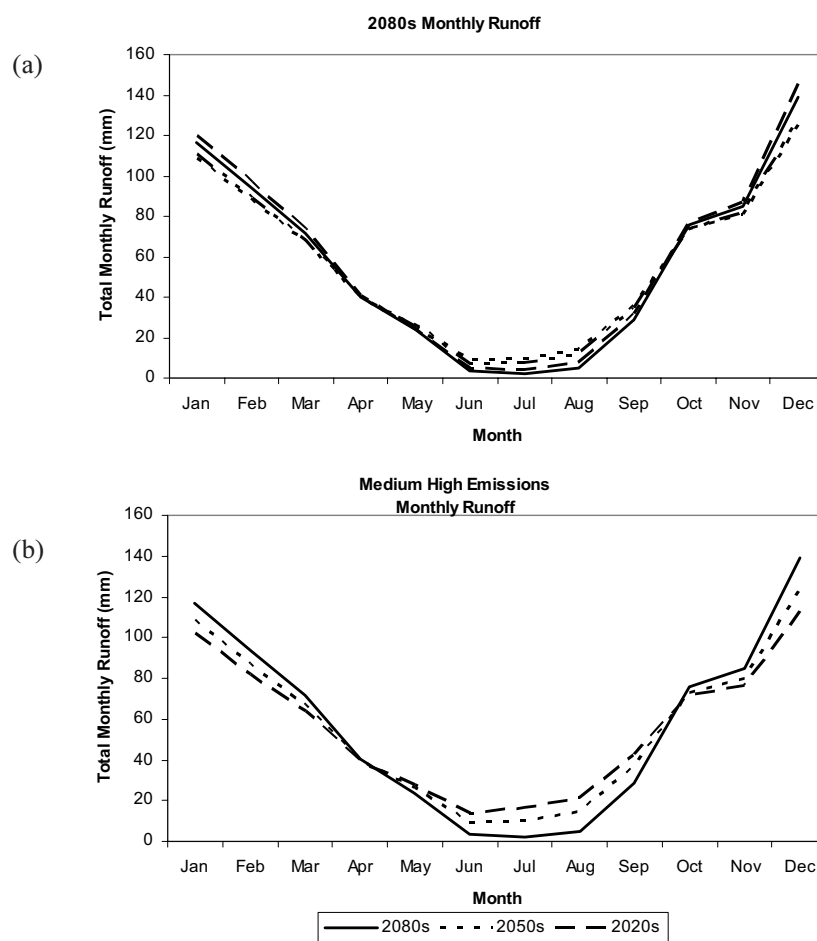 2080s Monthly Runoff
(a)
Total Monthly Runoff (mm)
160
140
120
100
80
60
40
20
0
Jan Feb Mar Apr May Jun Jul Aug Sep Oct Nov Dec
Month
Medium High Emissions
Monthly Runoff
(b)
Total Monthly Runoff (mm)
160
140
120
100
80
60
40
20
0
Jan Feb Mar Apr May Jun Jul Aug Sep Oct Nov Dec
Month
2080s 2050s 2020s